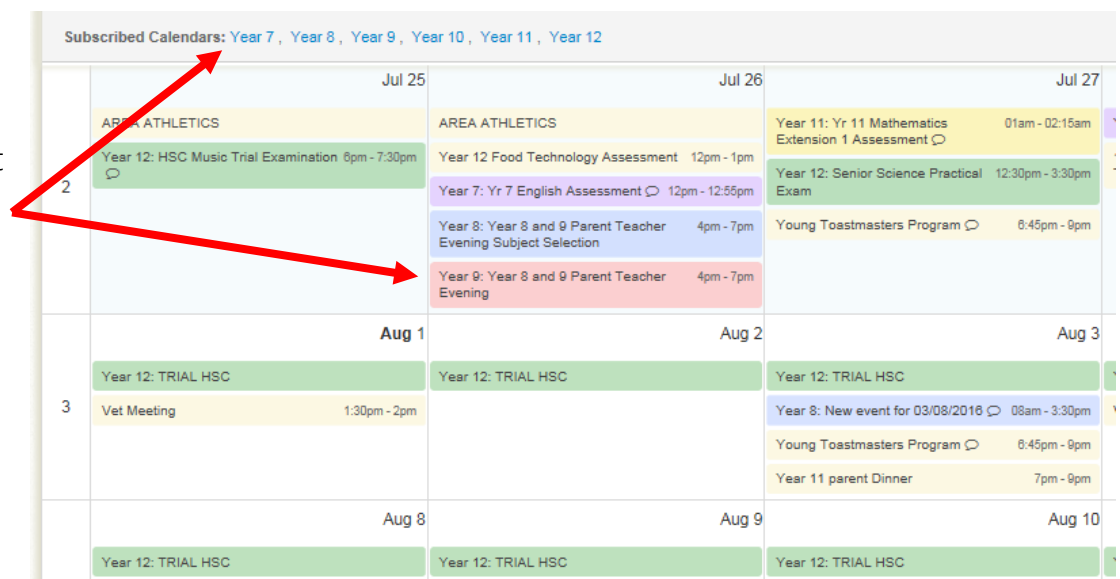 Subscribed Calendars: Year 7 , Year 8 , Year 9 , Year 10 , Year 11 , Year 12
t
2
Jul 25
AREA ATHLETICS
Year 12: HSC Music Trial Examination 6pm - 7:30pm
Jul 26
AREA ATHLETICS
Year 12 Food Technology Assessment 12pm - 1pm
Year 7: Yr 7 English Assessment 12pm - 12:55pm
Year 8: Year 8 and 9 Parent Teacher 4pm - 7pm
Evening Subject Selection
Year 9: Year 8 and 9 Parent Teacher 4pm - 7pm
Evening
Jul 27
Year 11: Yr 11 Mathematics 01am - 02:15am
Extension 1 Assessment
Year 12: Senior Science Practical 12:30pm - 3:30pm
Exam
Young Toastmasters Program 6:45pm - 9pm
3
Aug 1
Year 12: TRIAL HSC
Vet Meeting 1:30pm - 2pm
Aug 2
Year 12: TRIAL HSC
Aug 3
Year 12: TRIAL HSC
Year 8: New event for 03/08/2016 08am - 3:30pm
Young Toastmasters Program 6:45pm - 9pm
Year 11 parent Dinner 7pm - 9pm
Aug 8
Year 12: TRIAL HSC
Aug 9
Year 12: TRIAL HSC
Aug 10
Year 12: TRIAL HSC